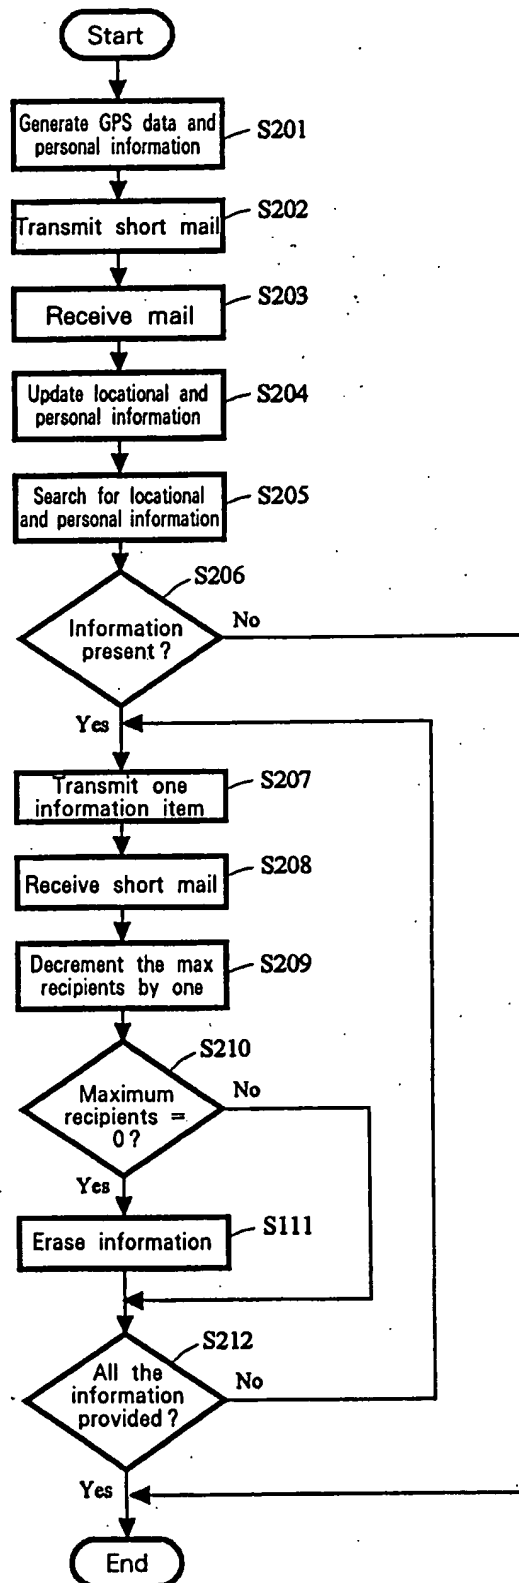 Start
Generate GPS data and
personal information
S201
Transmit short mail
S202
Receive mail
S203
Update locational and
personal information
S204
Search for locational
and personal information
S205
S206
Information
present ?
No
Yes
Transmit one
information item
S207
Receive short mail
S208
Decrement the max
recipients by one
S209
S210
Maximum
recipients =
0 ?
No
Yes
Erase information
S111
S212
All the
information
provided ?
No
Yes
End